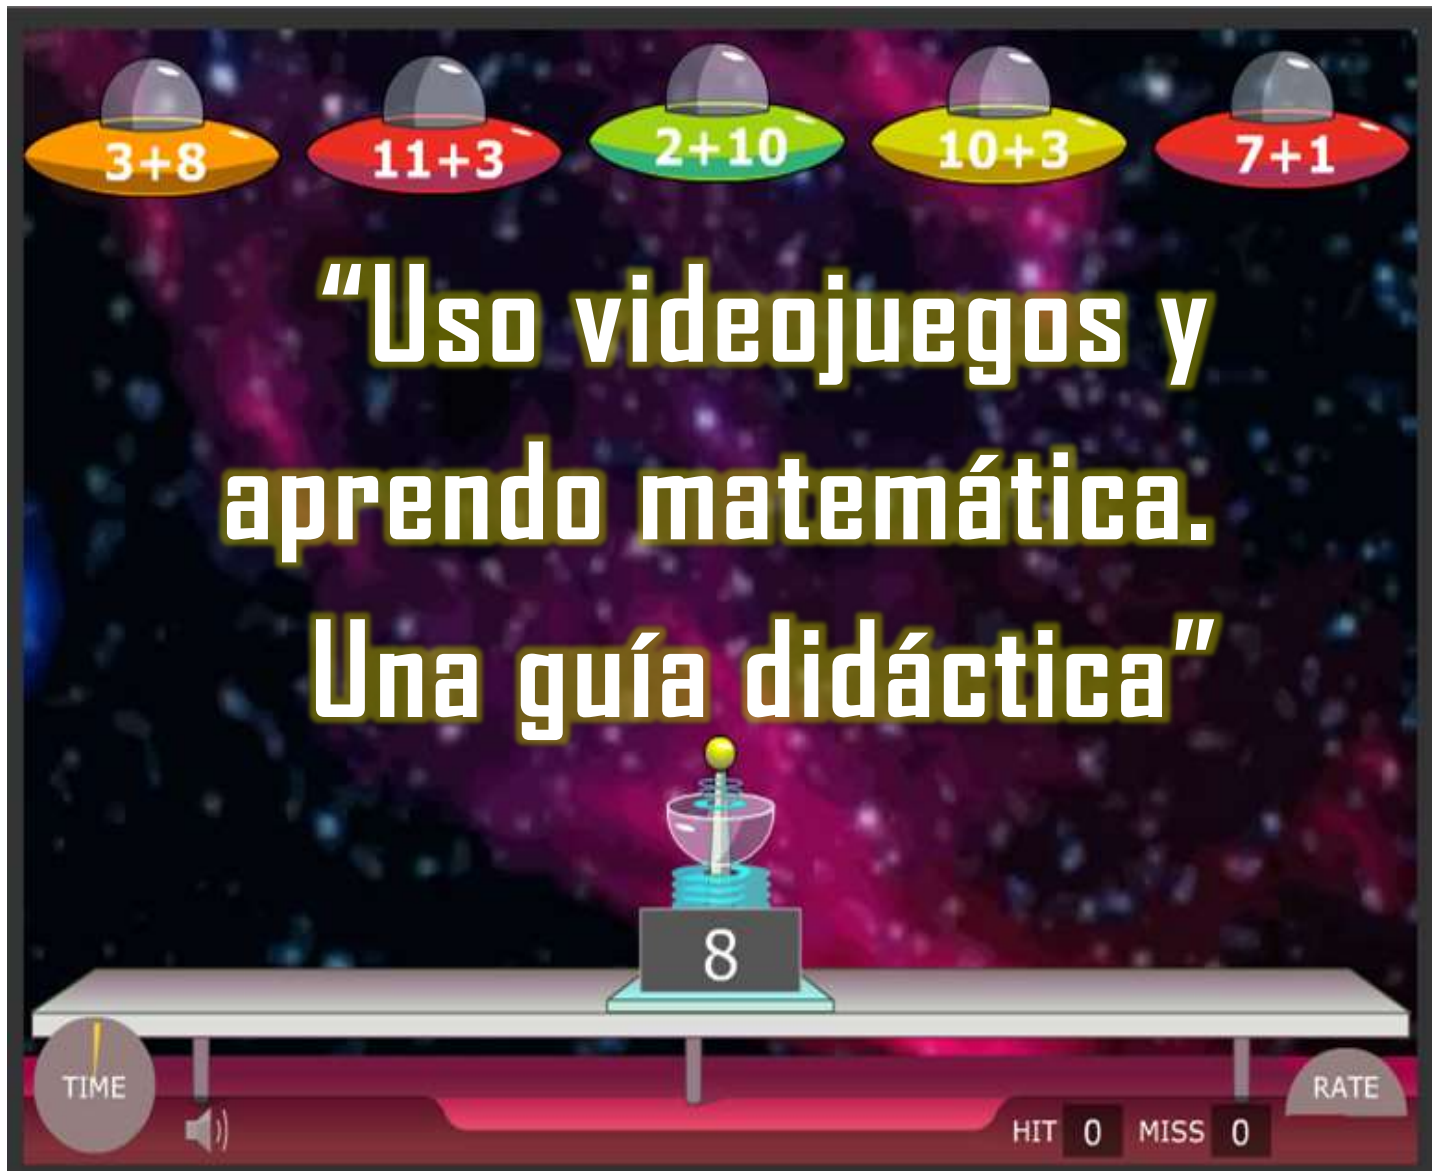 3+8
11+3
2+10
10+3
7+1
“Uso videojuegos y
aprendo matemática.
Una guía didáctica”
8
TIME
RATE
HIT 0 MISS 0